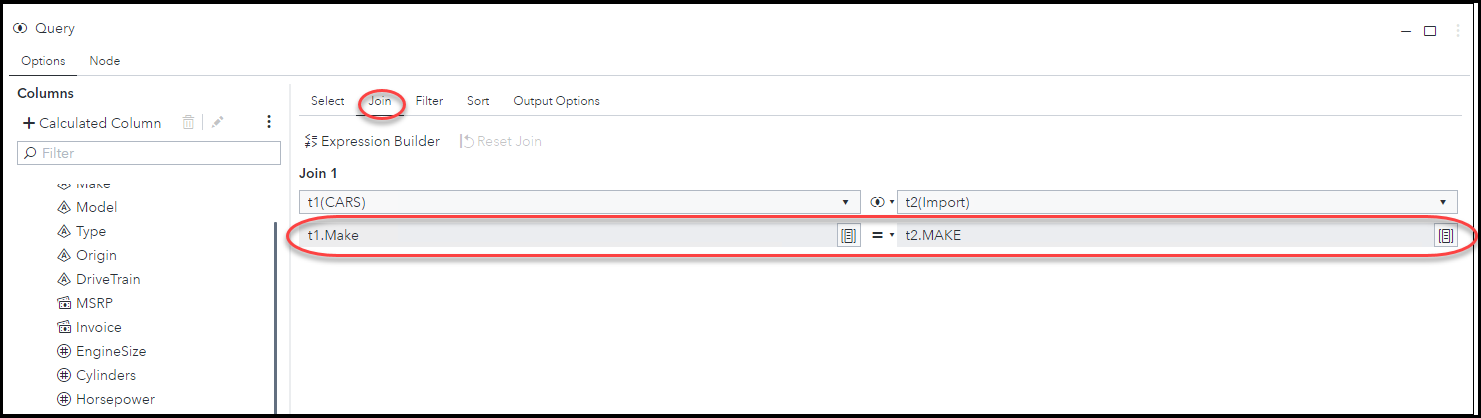 Query
Options Node
Columns
Calculated Column
Filter
Make
Model
Type
Origin
DriveTrain
MSRP
Invoice
EngineSize
Cylinders
Horsepower
Select Join Filter Sort Output Options
Expression Builder Reset Join
Join 1
t1(CARS) t2(Import)
t1.Make = t2.MAKE